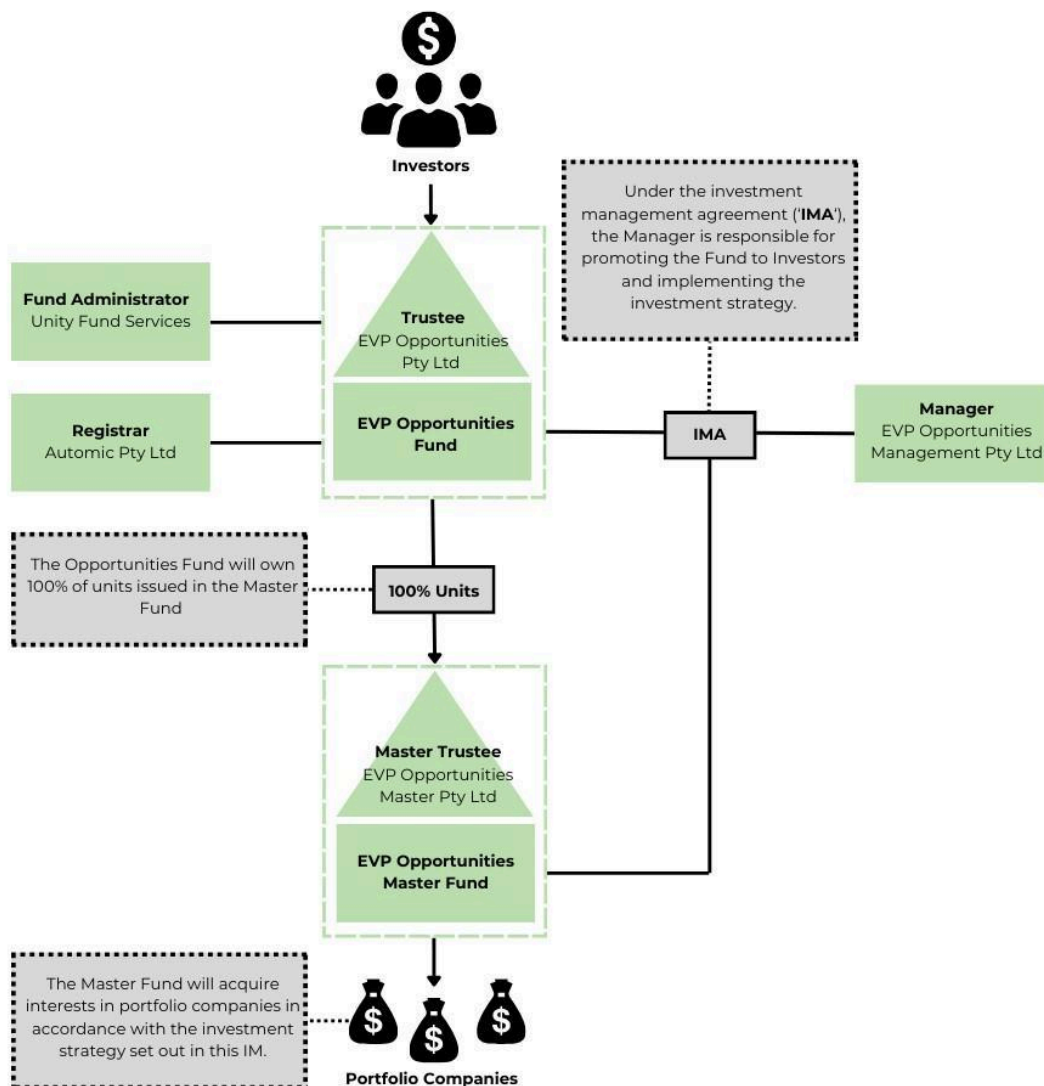 $
Investors
Under the investment
management agreement ('IMA'),
the Manager is responsible for
promoting the Fund to Investors
and implementing the
investment strategy.
Fund Administrator
Unity Fund Services
Trustee
EVP Opportunities
Pty Ltd
Registrar
Automic Pty Ltd
EVP Opportunities
Fund
IMA
Manager
EVP Opportunities
Management Pty Ltd
The Opportunities Fund will own
100% of units issued in the Master
Fund
100% Units
Master Trustee
EVP Opportunities
Master Pty Ltd
EVP Opportunities
Master Fund
The Master Fund will acquire
interests in portfolio companies in
accordance with the investment
strategy set out in this IM.
$
$
$
Portfolio Companies